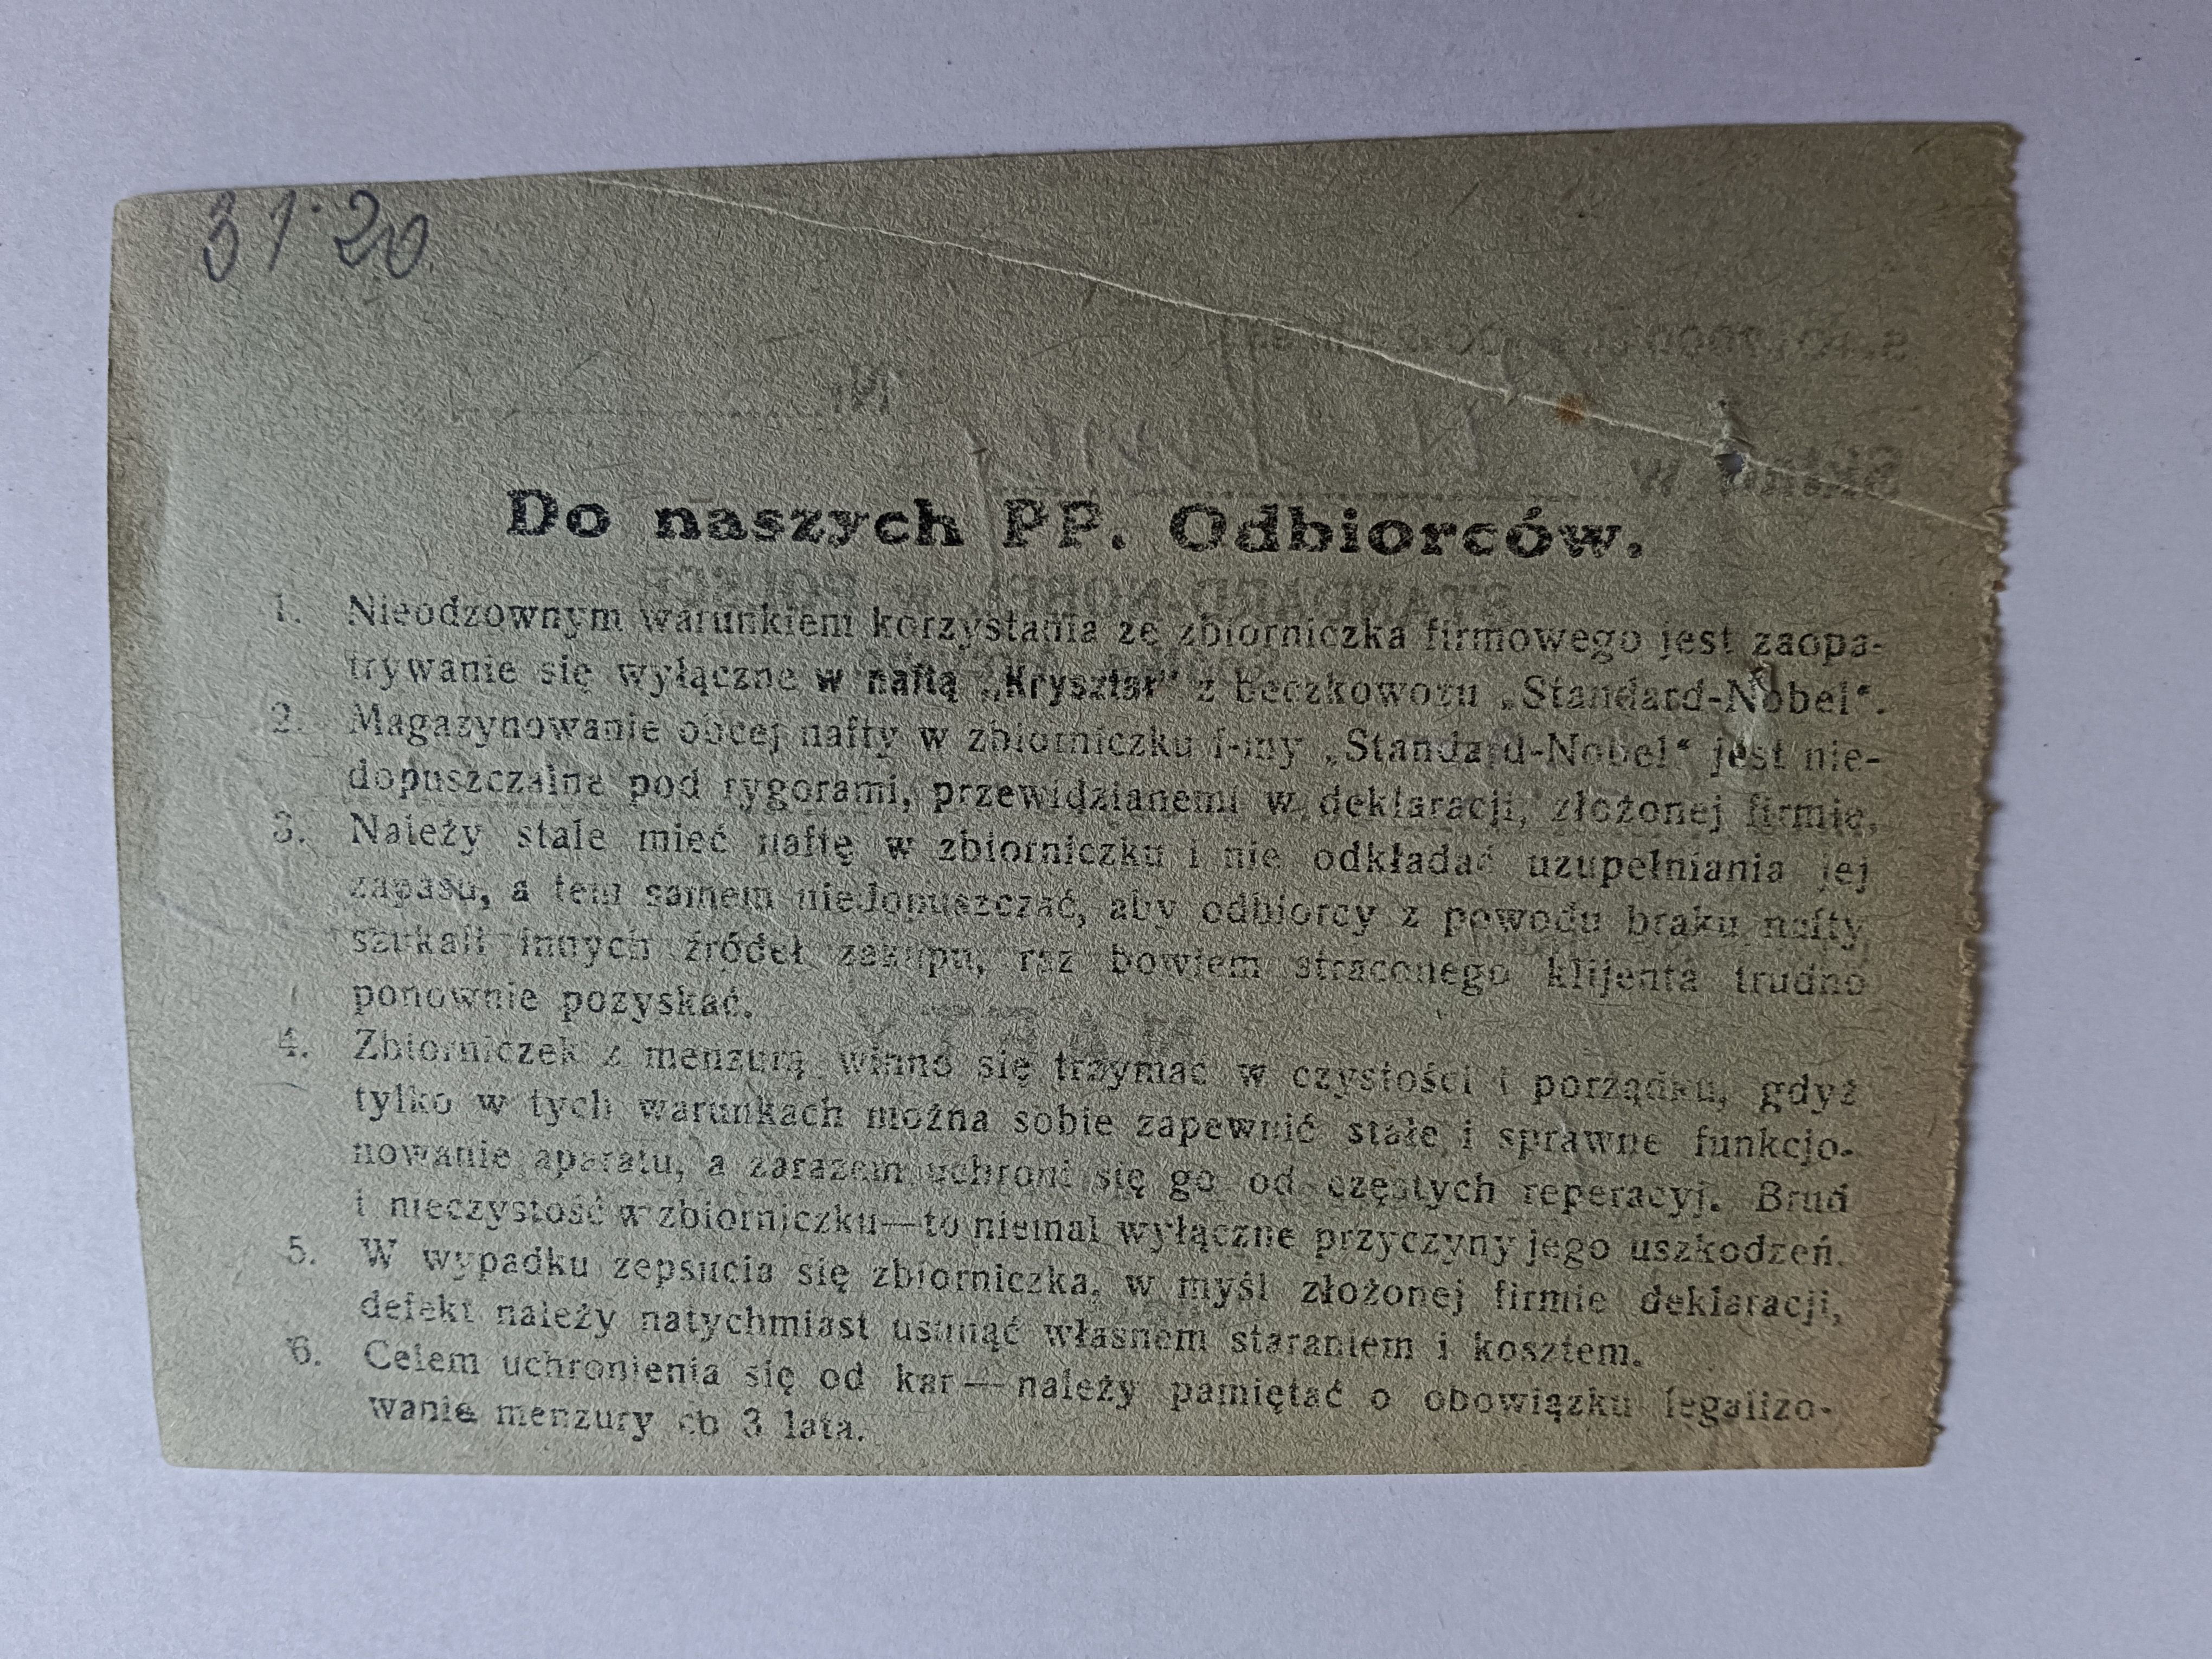 31·20
Do naszych PP. Odbiorców.
1. Nieodzownym warunkiem korzystania ze zbiorniczka firmowego jest zaopa-
trywanie się wyłączne w naftą „Kryształ" z beczkowozu „Standard-Nobel".
2. Magazynowanie obcej nafty w zbiorniczku f-my „Standard-Nobel" jest nie-
dopuszczalne pod rygorami, przewidzianemi w deklaracji, złożonej firmie.
3. Należy stale mieć naftę w zbiorniczku i nie odkładać uzupełniania jej
zapasu, a tem samem niedopuszczać, aby odbiorcy z powodu braku nafty
szukali innych źródeł zakupu, raz bowiem straconego klijenta trudno
ponownie pozyskać.
4. Zbiorniczek z menzurą winno się trzymać w czystości i porządku, gdyż
tylko w tych warunkach można sobie zapewnić stałe i sprawne funkcjo-
nowanie aparatu, a zarazem uchroni się go od częstych reperacyj. Brud
i nieczystość w zbiorniczku—to niemal wyłączne przyczyny jego uszkodzeń.
5. W wypadku zepsucia się zbiorniczka, w myśl złożonej firmie deklaracji,
defekt należy natychmiast usunąć własnem staraniem i kosztem.
6. Celem uchronienia się od kar—należy pamiętać o obowiązku legalizo-
wania menzury co 3 lata.